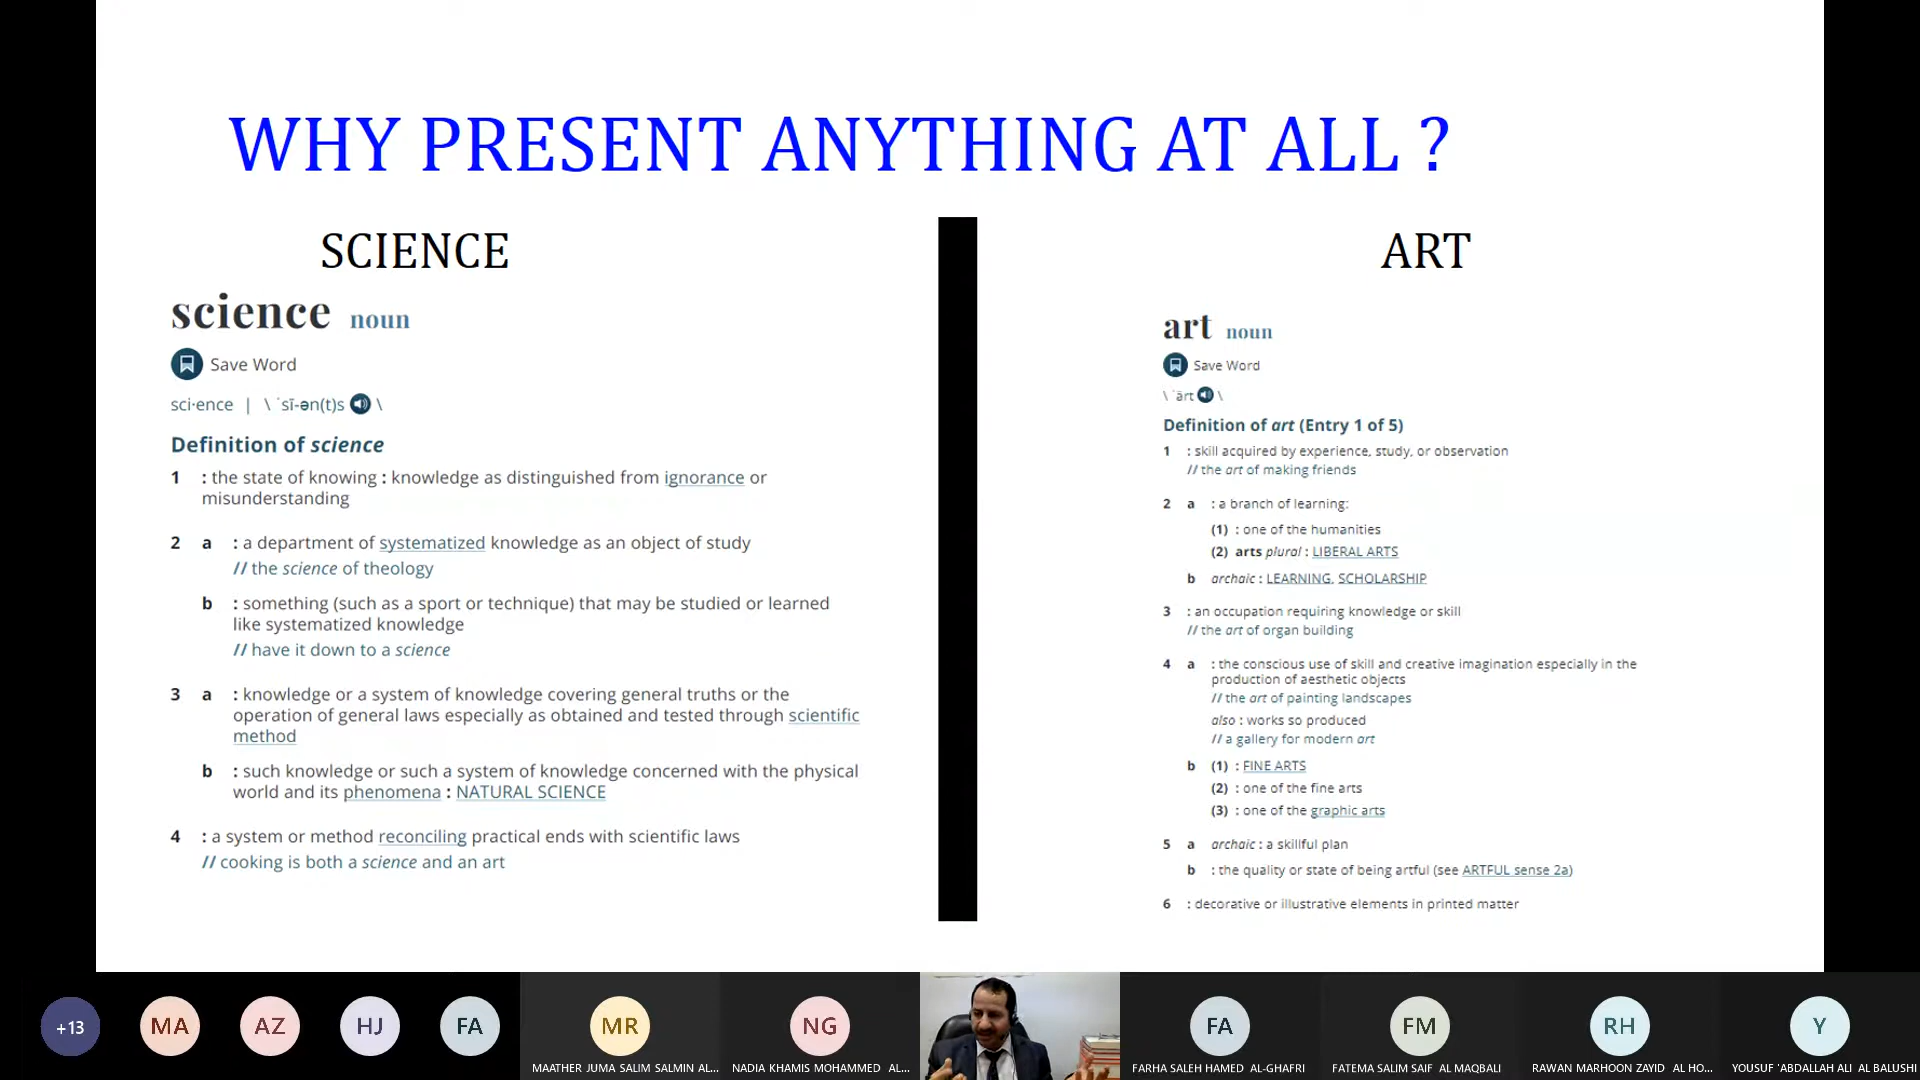 WHY PRESENT ANYTHING AT ALL ?
SCIENCE
science noun
Save Word
sci·ence | \ ˈsī-ən(t)s \
Definition of science
1 : the state of knowing : knowledge as distinguished from ignorance or
misunderstanding
2 a : a department of systematized knowledge as an object of study
// the science of theology
b : something (such as a sport or technique) that may be studied or learned
like systematized knowledge
// have it down to a science
3 a : knowledge or a system of knowledge covering general truths or the
operation of general laws especially as obtained and tested through scientific
method
b : such knowledge or such a system of knowledge concerned with the physical
world and its phenomena : NATURAL SCIENCE
4 : a system or method reconciling practical ends with scientific laws
// cooking is both a science and an art
ART
art noun
Save Word
\ ˈärt \
Definition of art (Entry 1 of 5)
1 : skill acquired by experience, study, or observation
// the art of making friends
2 a : a branch of learning:
(1) : one of the humanities
(2) arts plural : LIBERAL ARTS
b archaic : LEARNING, SCHOLARSHIP
3 : an occupation requiring knowledge or skill
// the art of organ building
4 a : the conscious use of skill and creative imagination especially in the
production of aesthetic objects
// the art of painting landscapes
also : works so produced
// a gallery for modern art
b (1) : FINE ARTS
(2) : one of the fine arts
(3) : one of the graphic arts
5 a archaic : a skillful plan
b : the quality or state of being artful (see ARTFUL sense 2a)
6 : decorative or illustrative elements in printed matter
+13 MA AZ HJ FA MR NG FA FM RH Y
MAATHER JUMA SALIM SALMIN AL... NADIA KHAMIS MOHAMMED AL... FARHA SALEH HAMED AL-GHAFRI FATEMA SALIM SAIF AL MAQBALI RAWAN MARHOON ZAYID AL HO... YOUSUF 'ABDALLAH ALI AL BALUSHI